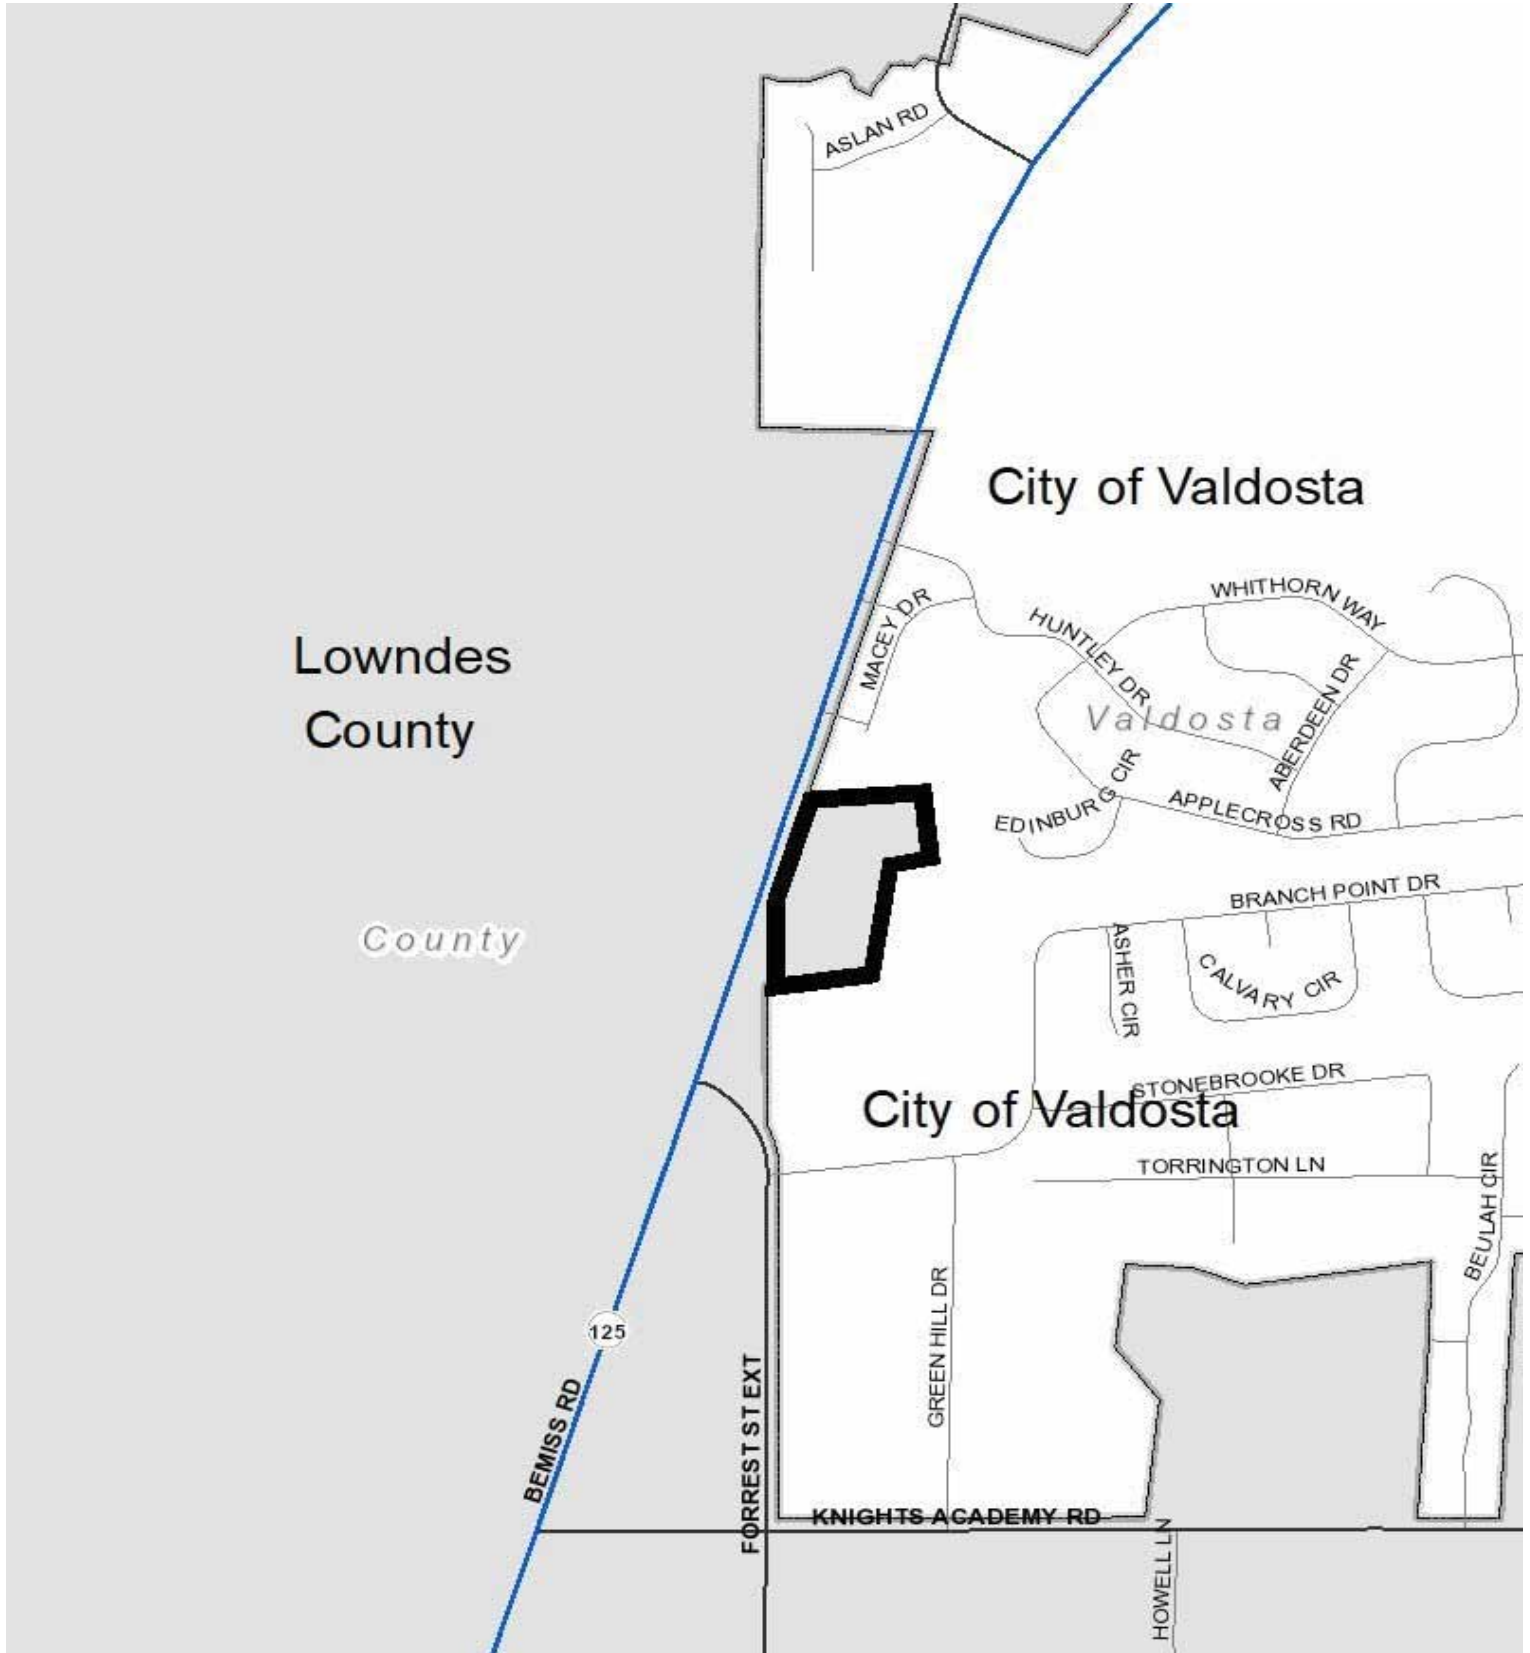 ASLAN RD
City of Valdosta
WHITHORN WAY
MACEY DR
HUNTLEY DR
Lowndes
County
Valdosta
ABERDEEN DR
EDINBURG CIR
APPLECROSS RD
BRANCH POINT DR
County
ASHER CIR
CALVARY CIR
STONEBROOKE DR
City of Valdosta
TORRINGTON LN
BEULAH CIR
GREEN HILL DR
125
BEMISS RD
FORREST ST EXT
KNIGHTS ACADEMY RD
HOWELL LN